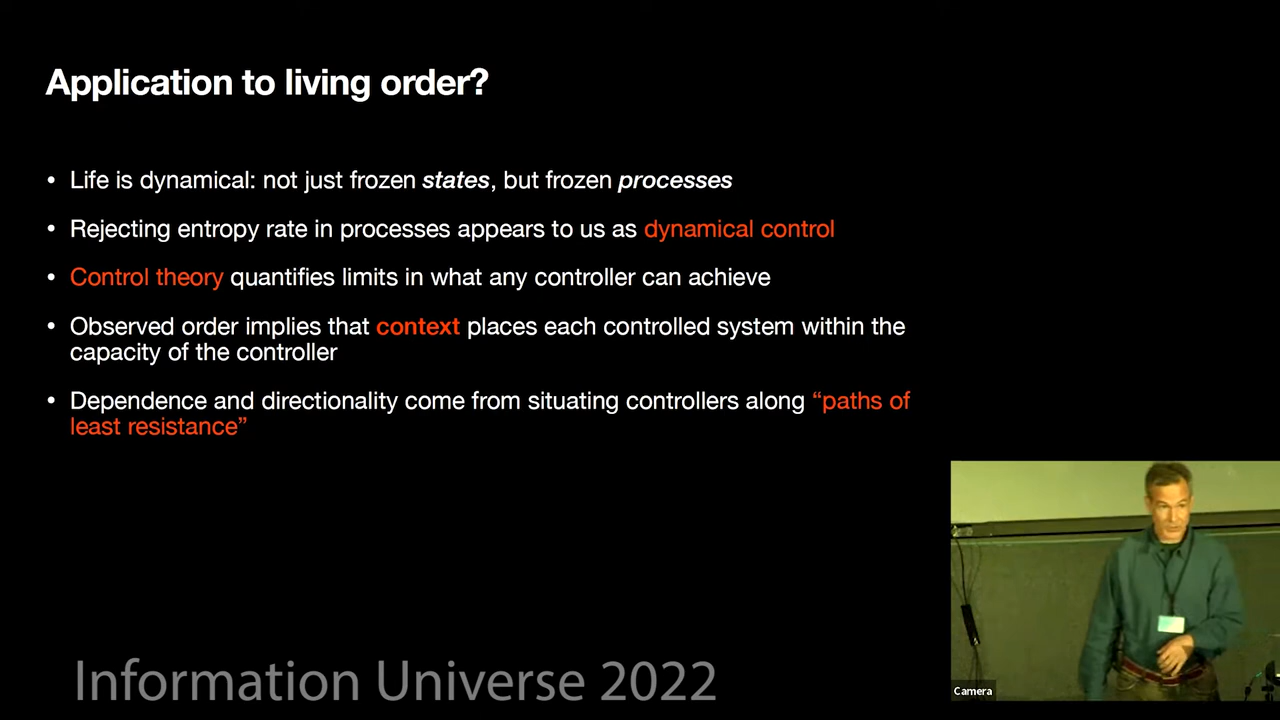 Application to living order?
• Life is dynamical: not just frozen states, but frozen processes
• Rejecting entropy rate in processes appears to us as dynamical control
• Control theory quantifies limits in what any controller can achieve
• Observed order implies that context places each controlled system within the
capacity of the controller
• Dependence and directionality come from situating controllers along “paths of
least resistance”
Information Universe 2022
Camera